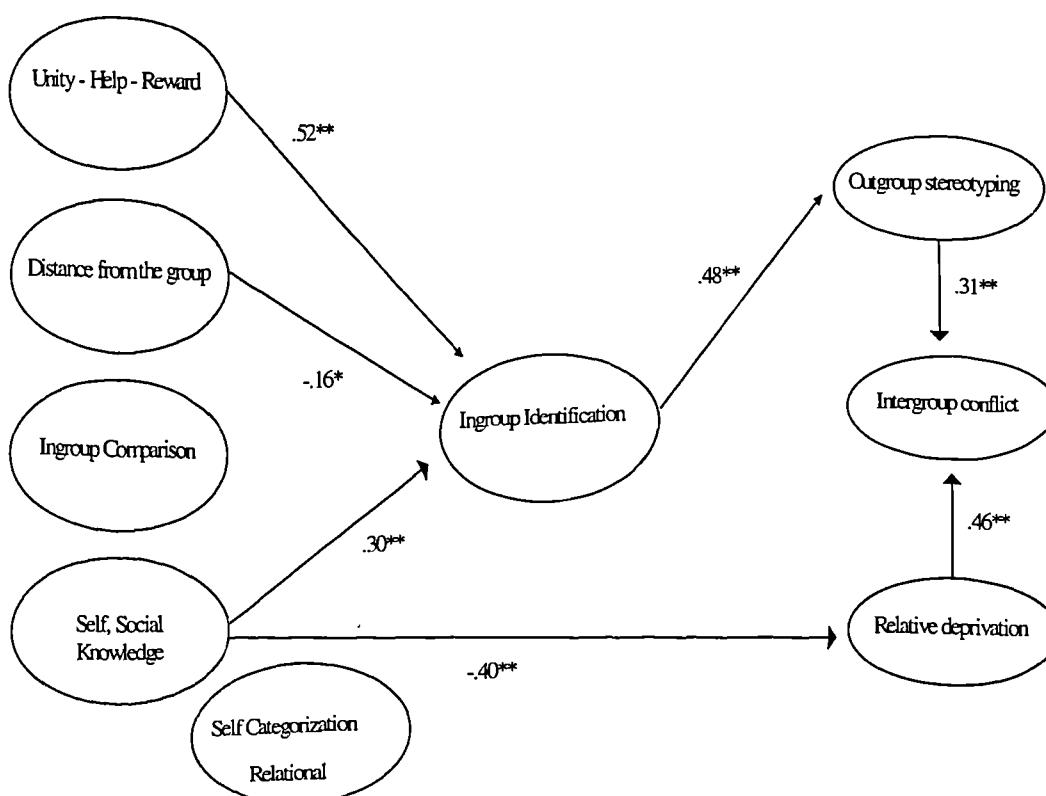 Unity - Help - Reward
.52**
Outgroup stereotyping
Distance from the group
.48**
.31**
-.16*
Ingroup Identification
Intergroup conflict
Ingroup Comparison
.30**
.46**
Self, Social
Knowledge
Relative deprivation
-.40**
Self Categorization
Relational